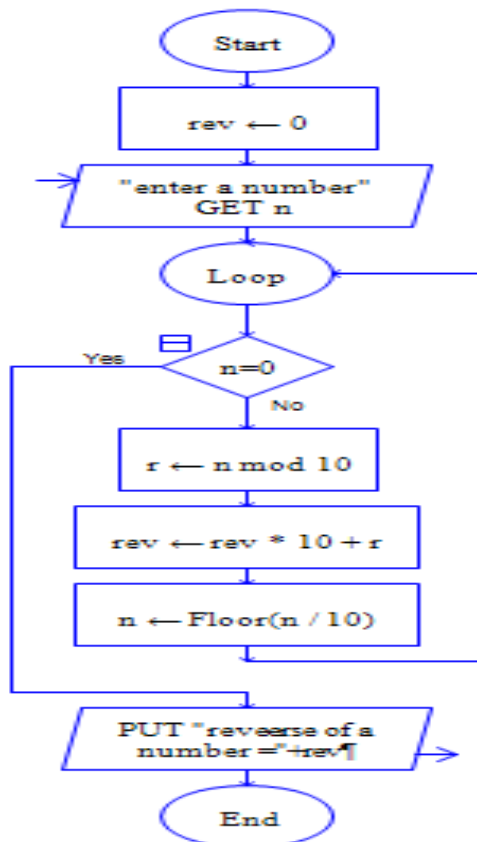 Start
rev ← 0
"enter a number"
GET n
Loop
Yes
n=0
No
r ← n mod 10
rev ← rev * 10 + r
n ← Floor(n / 10)
PUT "reveerse of a
number ="+rev¶
End